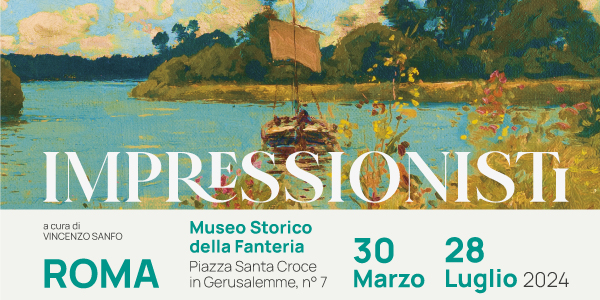 IMPRESSIONISTi
a cura di
VINCENZO SANFO
ROMA
Museo Storico
della Fanteria
Piazza Santa Croce
in Gerusalemme, n° 7
30
Marzo
28
Luglio 2024